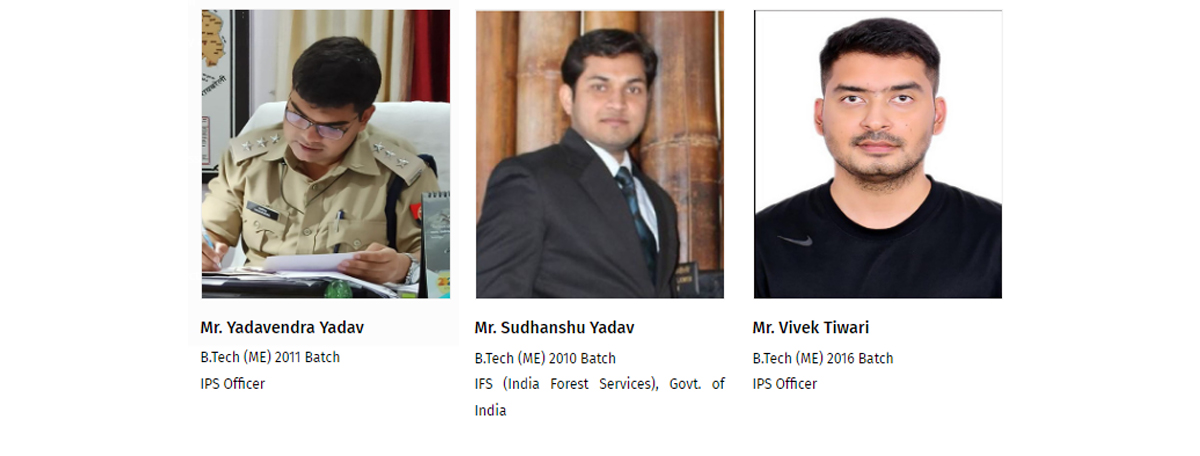 Mr. Yadavendra Yadav
B.Tech (ME) 2011 Batch
IPS Officer
Mr. Sudhanshu Yadav
B.Tech (ME) 2010 Batch
IFS (India Forest Services), Govt. of
India
Mr. Vivek Tiwari
B.Tech (ME) 2016 Batch
IPS Officer